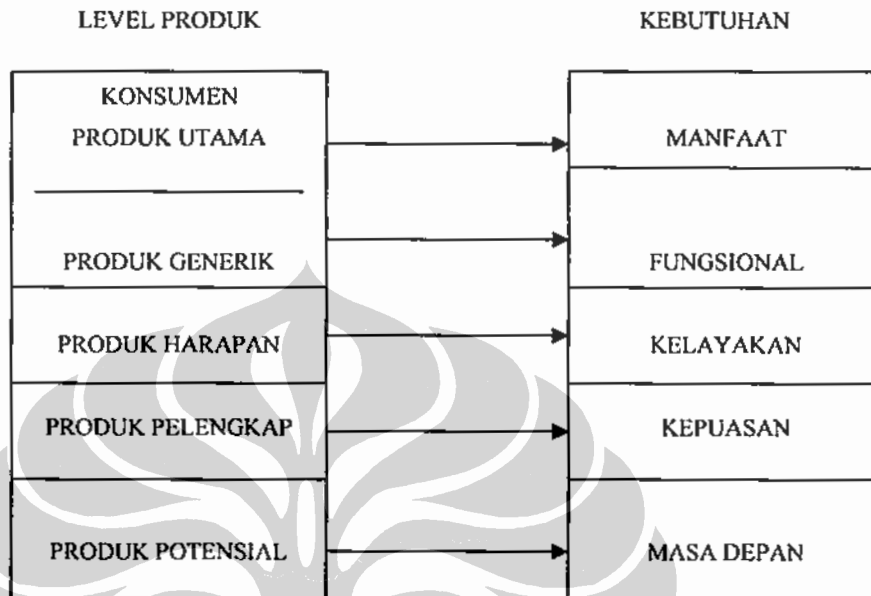 LEVEL PRODUK
KEBUTUHAN
KONSUMEN
PRODUK UTAMA
MANFAAT
PRODUK GENERIK
FUNGSIONAL
PRODUK HARAPAN
KELAYAKAN
PRODUK PELENGKAP
KEPUASAN
PRODUK POTENSIAL
MASA DEPAN